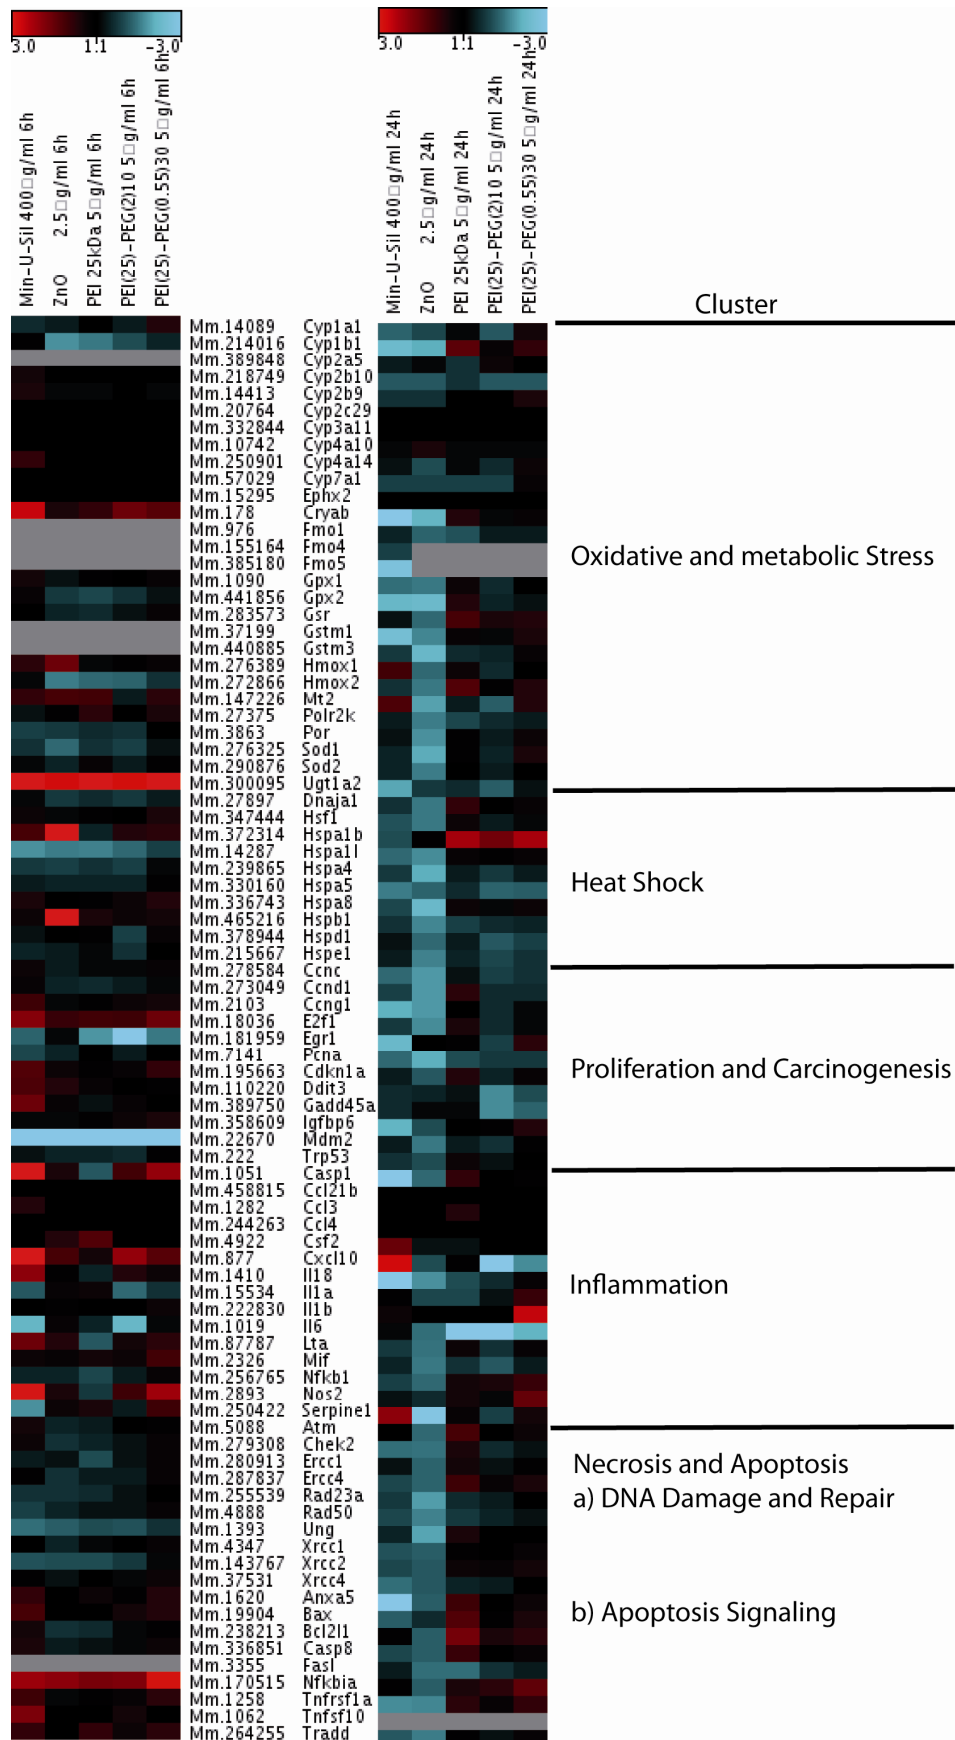 3.0 1:1 -3.0
3.0 1:1 -3.0
Min-U-Sil 400□g/ml 6h
ZnO 2.5□g/ml 6h
PEI 25kDa 5□g/ml 6h
PEI(25)-PEG(2)10 5□g/ml 6h
PEI(25)-PEG(0.55)30 5□g/ml 6h
Min-U-Sil 400□g/ml 24h
ZnO 2.5□g/ml 24h
PEI 25kDa 5□g/ml 24h
PEI(25)-PEG(2)10 5□g/ml 24h
PEI(25)-PEG(0.55)30 5□g/ml 24h
Cluster
Mm.14089 Cyp1a1
Mm.214016 Cyp1b1
Mm.389848 Cyp2a5
Mm.218749 Cyp2b10
Mm.14413 Cyp2b9
Mm.20764 Cyp2c29
Mm.332844 Cyp3a11
Mm.10742 Cyp4a10
Mm.250901 Cyp4a14
Mm.57029 Cyp7a1
Mm.15295 Ephx2
Mm.178 Cryab
Mm.976 Fmo1
Mm.155164 Fmo4
Mm.385180 Fmo5
Mm.1090 Gpx1
Mm.441856 Gpx2
Mm.283573 Gsr
Mm.37199 Gstm1
Mm.440885 Gstm3
Mm.276389 Hmox1
Mm.272866 Hmox2
Mm.147226 Mt2
Mm.27375 Polr2k
Mm.3863 Por
Mm.276325 Sod1
Mm.290876 Sod2
Mm.300095 Ugt1a2
Oxidative and metabolic Stress
Mm.27897 Dnaja1
Mm.347444 Hsf1
Mm.372314 Hspa1b
Mm.14287 Hspa1l
Mm.239865 Hspa4
Mm.330160 Hspa5
Mm.336743 Hspa8
Mm.465216 Hspb1
Mm.378944 Hspd1
Mm.215667 Hspe1
Heat Shock
Mm.278584 Ccnc
Mm.273049 Ccnd1
Mm.2103 Ccng1
Mm.18036 E2f1
Mm.181959 Egr1
Mm.7141 Pcna
Mm.195663 Cdkn1a
Mm.110220 Ddit3
Mm.389750 Gadd45a
Mm.358609 Igfbp6
Mm.22670 Mdm2
Mm.222 Trp53
Proliferation and Carcinogenesis
Mm.1051 Casp1
Mm.458815 Ccl21b
Mm.1282 Ccl3
Mm.244263 Ccl4
Mm.4922 Csf2
Mm.877 Cxcl10
Mm.1410 Il18
Mm.15534 Il1a
Mm.222830 Il1b
Mm.1019 Il6
Mm.87787 Lta
Mm.2326 Mif
Mm.256765 Nfkb1
Mm.2893 Nos2
Mm.250422 Serpine1
Inflammation
Mm.5088 Atm
Mm.279308 Chek2
Mm.280913 Ercc1
Mm.287837 Ercc4
Mm.255539 Rad23a
Mm.4888 Rad50
Mm.1393 Ung
Mm.4347 Xrcc1
Mm.143767 Xrcc2
Mm.37531 Xrcc4
Mm.1620 Anxa5
Mm.19904 Bax
Mm.238213 Bcl2l1
Mm.336851 Casp8
Mm.3355 Fasl
Mm.170515 Nfkbia
Mm.1258 Tnfrsf1a
Mm.1062 Tnfsf10
Mm.264255 Tradd
Necrosis and Apoptosis
a) DNA Damage and Repair
b) Apoptosis Signaling